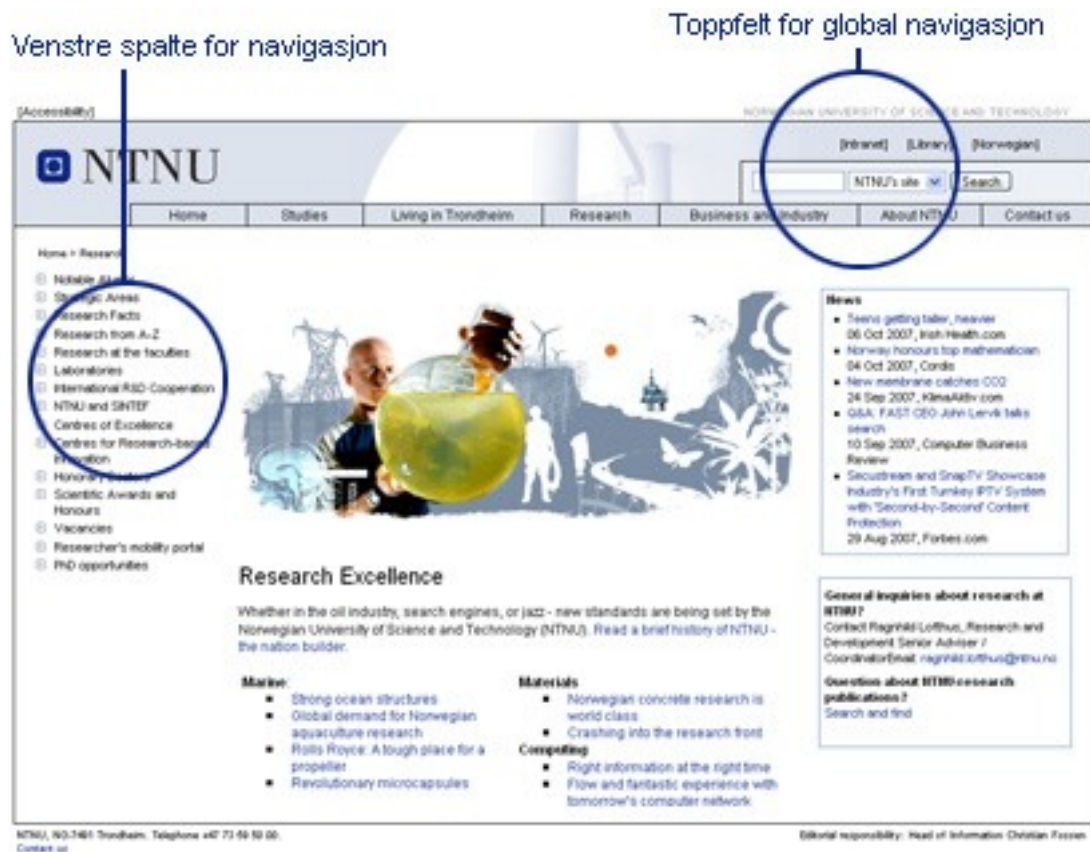 Venstre spalte for navigasjon
Toppfelt for global navigasjon
[Accessibility]
NORWEGIAN UNIVERSITY OF SCIENCE AND TECHNOLOGY
NTNU
[Intranet] [Library] [Norwegian]
NTNU's site Search
Home Studies Living in Trondheim Research Business and Industry About NTNU Contact us
Home > Research
Notable
Strategic Areas
Research Facts
Research from A-Z
Research at the faculties
Laboratories
International R&D Cooperation
NTNU and SINTEF
Centres of Excellence
Centres for Research-based
Innovation
Honorary
Scientific Awards and
Honours
Vacancies
Researcher's mobility portal
PhD opportunities
Research Excellence
Whether in the oil industry, search engines, or jazz - new standards are being set by the
Norwegian University of Science and Technology (NTNU). Read a brief history of NTNU -
the nation builder.
Marine:
Strong ocean structures
Global demand for Norwegian
aquaculture research
Rolls Royce: A tough place for a
propeller
Revolutionary microcapsules
Materials
Norwegian concrete research is
world class
Crashing into the research front
Computing
Right information at the right time
Flow and fantastic experience with
tomorrow's computer network
News
Teens getting taller, heavier
06 Oct 2007, Irish Health.com
Norway honours top mathematician
04 Oct 2007, Cordis
New membrane catches CO2
24 Sep 2007, KlimaAktiv.com
Q&A: FAST CEO John Lervik talks
search
10 Sep 2007, Computer Business
Review
Secustream and SnapTV Showcase
Industry's First Turnkey IPTV System
with 'Second-by-Second' Content
Protection
29 Aug 2007, Forbes.com
General inquiries about research at
NTNU?
Contact Ragnhild Lofthus, Research and
Development Senior Adviser /
CoordinatorEmail: ragnhild.lofthus@ntnu.no
Question about NTNU-research
publications?
Search and find
NTNU, NO-7491 Trondheim. Telephone +47 73 59 50 00.
Contact us
Editorial responsibility: Head of Information Christian Fossen